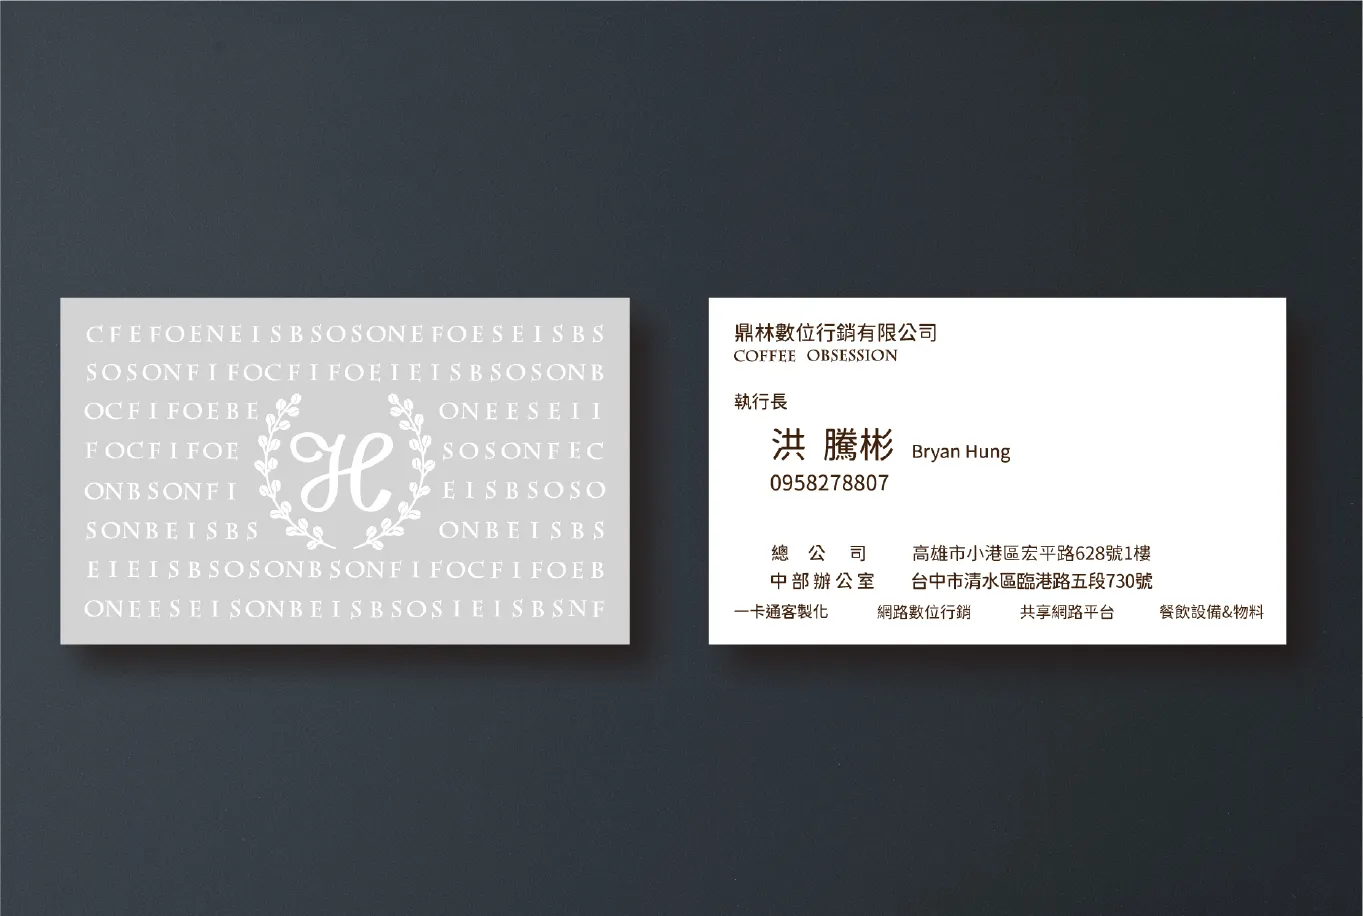 CFEFOENEISBSOSONEFOESEISBS
SOSONFIFOCFIFOEIEISBSOSONB
OCFIFOEBE ONEESEII
FOCFIFOE SOSONFEC
H
ONBSONFI EISBSOSO
SONBEISBS ONBEISBS
EIEISBSOSONBSONFIFOCFIFOEB
ONEESEISONBEISBSOSIEISBSNF
鼎林數位行銷有限公司
COFFEE OBSESSION
執行長
洪 騰彬 Bryan Hung
0958278807
總 公 司 高雄市小港區宏平路628號1樓
中部辦公室 台中市清水區臨港路五段730號
一卡通客製化 網路數位行銷 共享網路平台 餐飲設備&物料